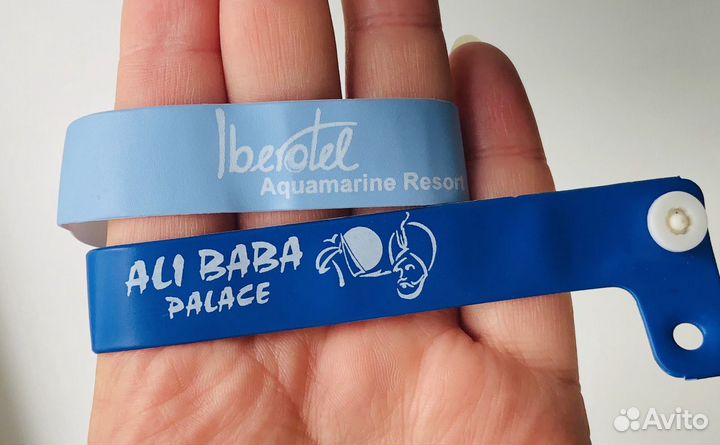 Iberotel
Aquamarine Resort
ALI BABA
PALACE
Avito